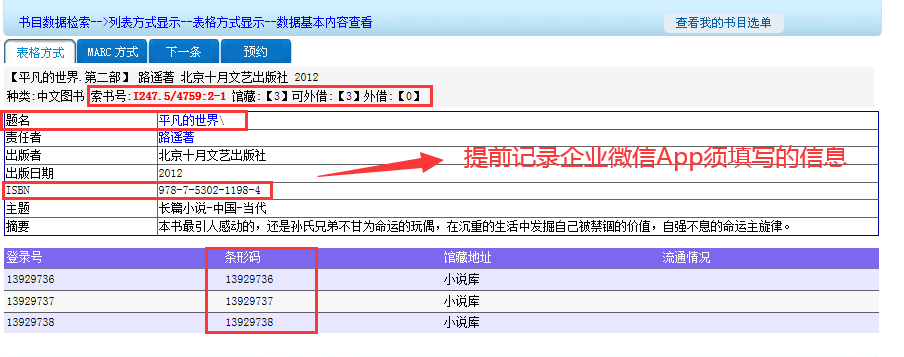 书目数据检索-->列表方式显示--表格方式显示--数据基本内容查看
查看我的书目选单
表格方式 MARC 方式 下一条 预约
【平凡的世界.第二部】 路遥著 北京十月文艺出版社 2012
种类:中文图书 索书号:I247.5/4759:2-1 馆藏:【3】可外借:【3】外借:【0】
题名 平凡的世界\
责任者 路遥著
出版者 北京十月文艺出版社
出版日期 2012
ISBN 978-7-5302-1198-4
主题 长篇小说-中国-当代
摘要 本书最引人感动的，还是孙氏兄弟不甘为命运的玩偶，在沉重的生活中发掘自己被禁锢的价值，自强不息的命运主旋律。
提前记录企业微信App须填写的信息
登录号 条形码 馆藏地址 流通情况
13929736 13929736 小说库
13929737 13929737 小说库
13929738 13929738 小说库